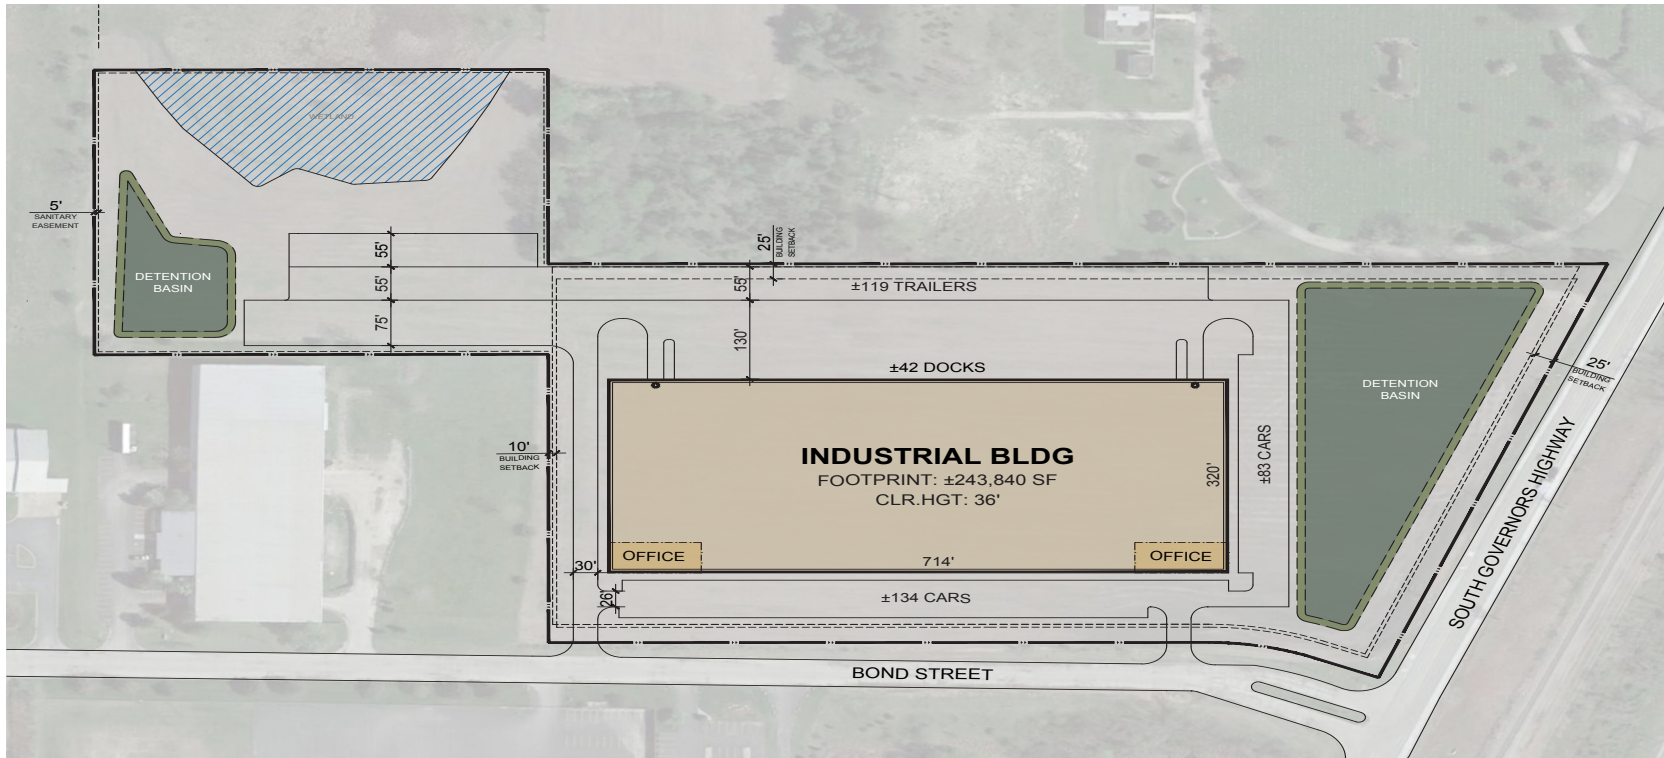 WETLAND
5'
SANITARY
EASEMENT
DETENTION
BASIN
55'
55'
75'
25'
BUILDING
SETBACK
55'
±119 TRAILERS
130'
±42 DOCKS
10'
BUILDING
SETBACK
INDUSTRIAL BLDG
FOOTPRINT: ±243,840 SF
CLR.HGT: 36'
320'
±83 CARS
DETENTION
BASIN
25'
BUILDING
SETBACK
OFFICE
714'
OFFICE
30'
26'
±134 CARS
BOND STREET
SOUTH GOVERNORS HIGHWAY